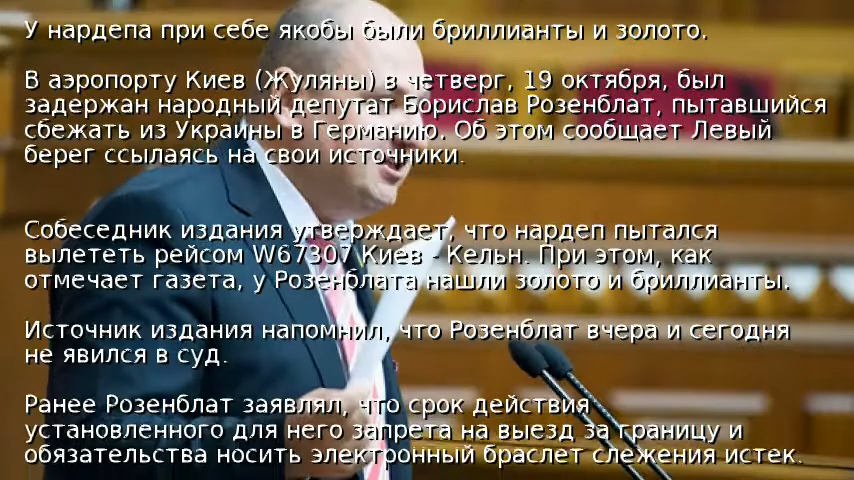 У нардепа при себе якобы были бриллианты и золото.
В аэропорту Киев (Жуляны) в четверг, 19 октября, был
задержан народный депутат Борислав Розенблат, пытавшийся
сбежать из Украины в Германию. Об этом сообщает Левый
берег ссылаясь на свои источники.
Собеседник издания утверждает, что нардеп пытался
вылететь рейсом W67307 Киев - Кельн. При этом, как
отмечает газета, у Розенблата нашли золото и бриллианты.
Источник издания напомнил, что Розенблат вчера и сегодня
не явился в суд.
Ранее Розенблат заявлял, что срок действия
установленного для него запрета на выезд за границу и
обязательства носить электронный браслет слежения истек.